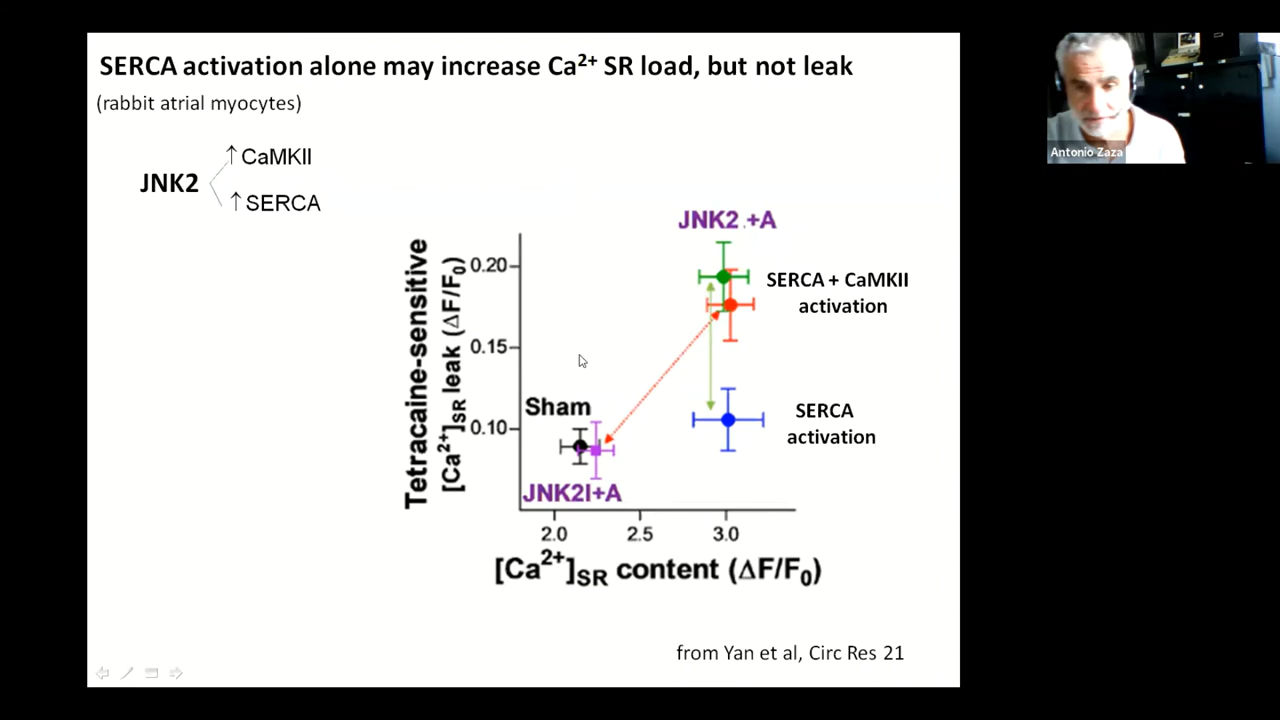 SERCA activation alone may increase Ca²⁺ SR load, but not leak
(rabbit atrial myocytes)
JNK2
↑ CaMKII
↑ SERCA
Tetracaine-sensitive
[Ca²⁺]SR leak (ΔF/F₀)
0.20
0.15
0.10
JNK2 +A
SERCA + CaMKII
activation
Sham
SERCA
activation
JNK2I+A
2.0
2.5
3.0
[Ca²⁺]SR content (ΔF/F₀)
from Yan et al, Circ Res 21
Antonio Zaza